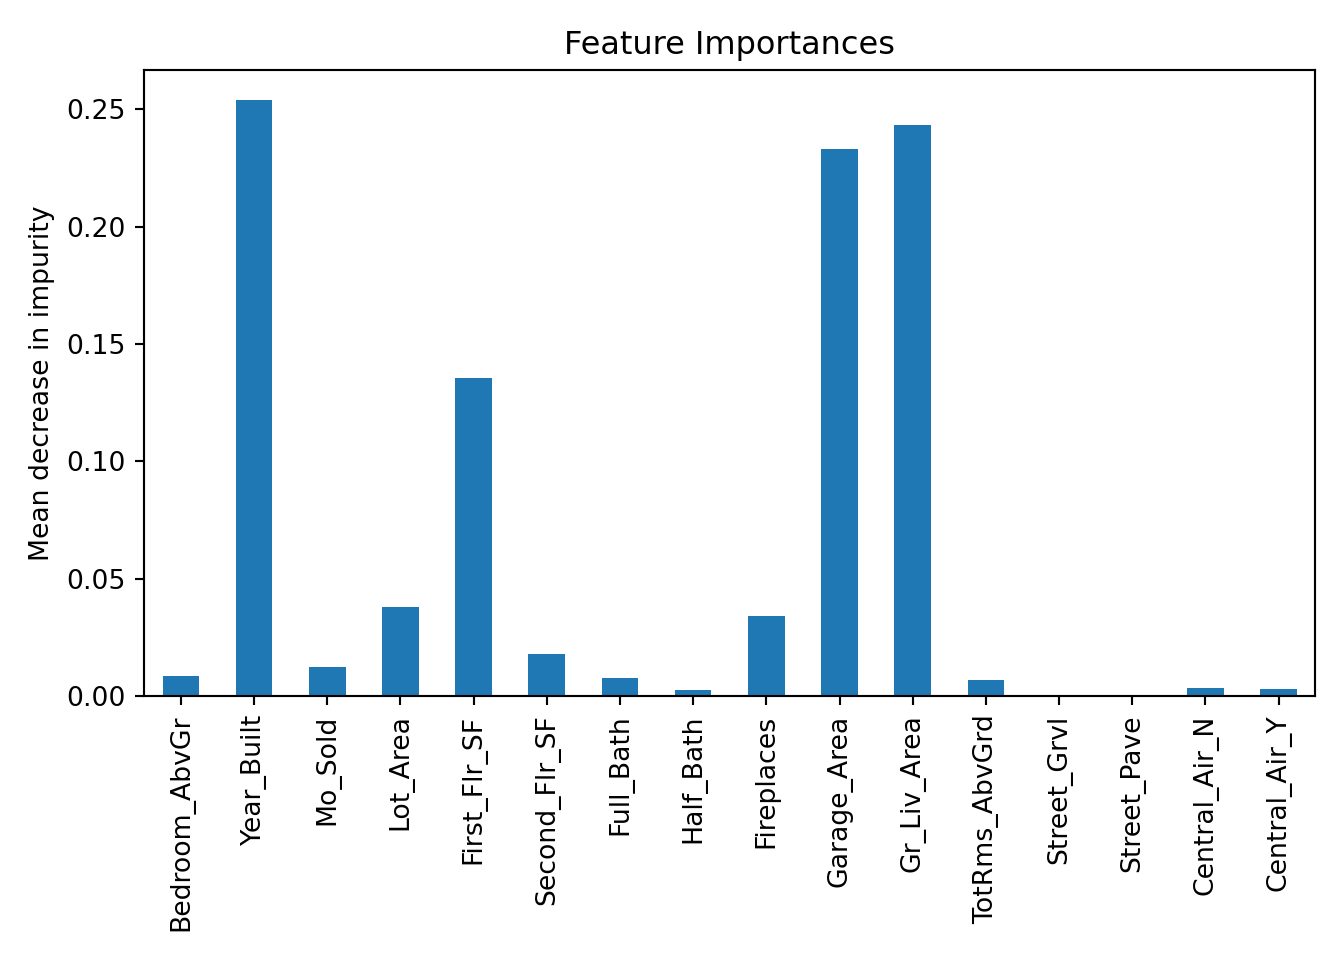 Feature Importances
Mean decrease in impurity
0.25
0.20
0.15
0.10
0.05
0.00
Bedroom_AbvGr
Year_Built
Mo_Sold
Lot_Area
First_Flr_SF
Second_Flr_SF
Full_Bath
Half_Bath
Fireplaces
Garage_Area
Gr_Liv_Area
TotRms_AbvGrd
Street_Grvl
Street_Pave
Central_Air_N
Central_Air_Y